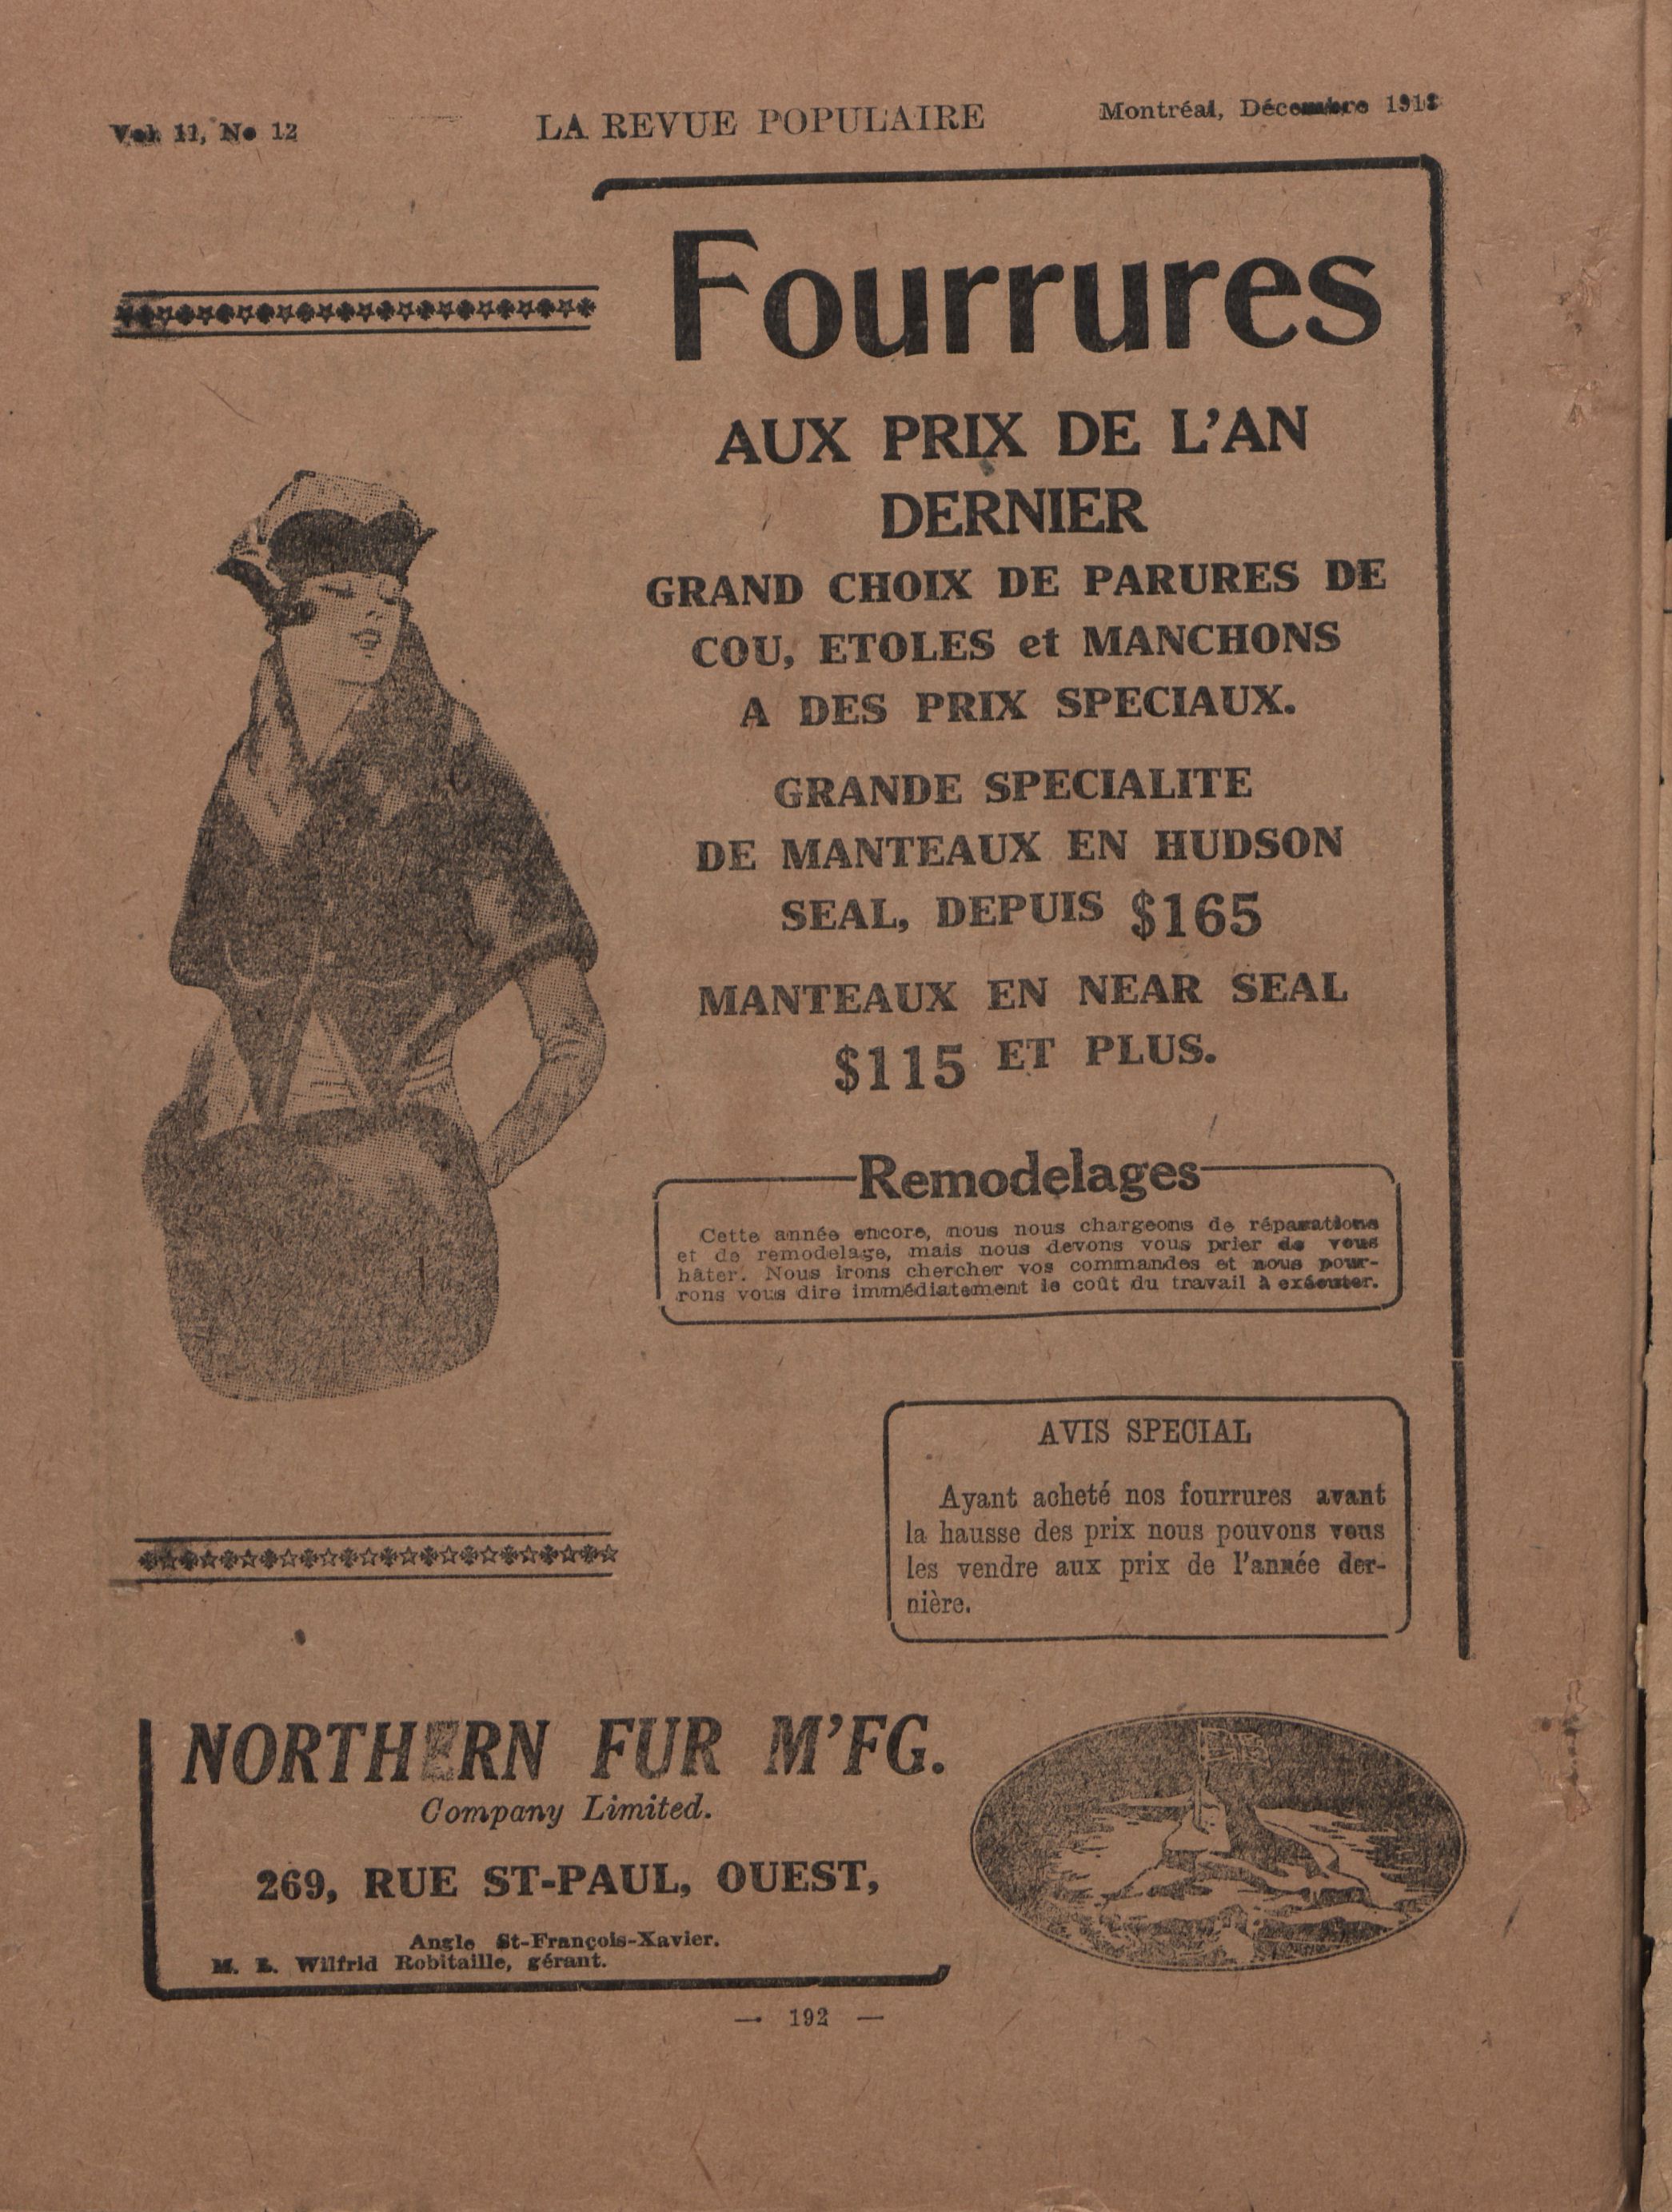 Vol. 11, No 12
LA REVUE POPULAIRE
Montréal, Décembre 1918
Fourrures
AUX PRIX DE L'AN
DERNIER
GRAND CHOIX DE PARURES DE
COU, ETOLES et MANCHONS
A DES PRIX SPECIAUX.
GRANDE SPECIALITE
DE MANTEAUX EN HUDSON
SEAL, DEPUIS $165
MANTEAUX EN NEAR SEAL
$115 ET PLUS.
Remodelages
Cette année encore, nous nous chargeons de réparations
et de remodelage, mais nous devons vous prier de vous
hâter. Nous irons chercher vos commandes et nous pour-
rons vous dire immédiatement le coût du travail à exécuter.
AVIS SPECIAL
Ayant acheté nos fourrures avant
la hausse des prix nous pouvons vous
les vendre aux prix de l'année der-
nière.
NORTHERN FUR M'FG.
Company Limited.
269, RUE ST-PAUL, OUEST,
Angle St-François-Xavier.
M. L. Wilfrid Robitaille, gérant.
— 192 —